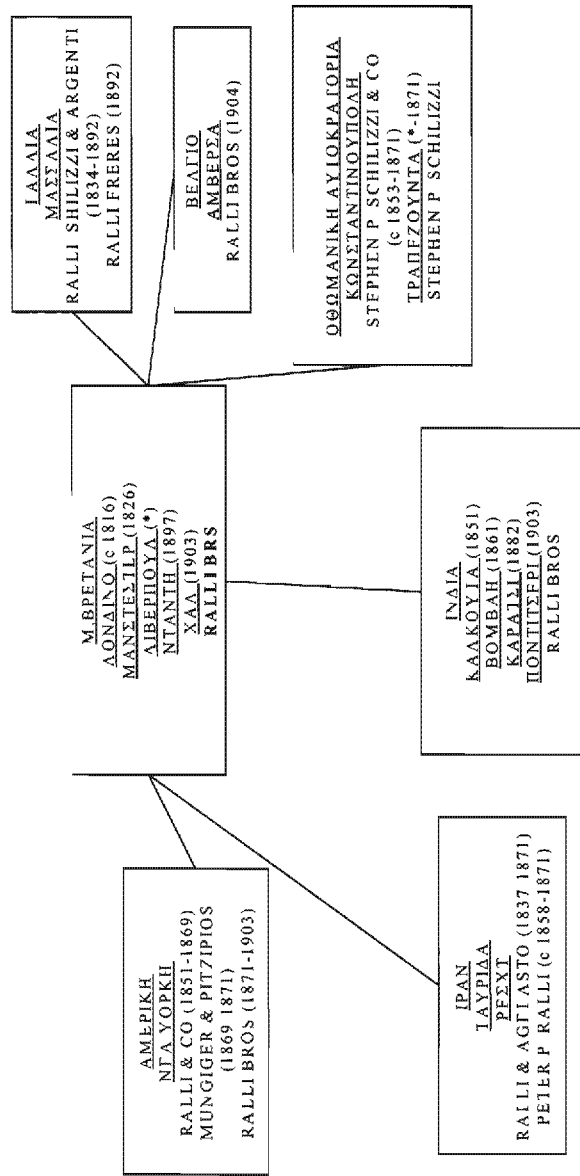 ΓΑΛΛΙΑ
ΜΑΣΣΑΛΙΑ
RALLI SHILIZZI & ARGENTI
(1834-1892)
RALLI FRERES (1892)
Μ ΒΡΕΤΑΝΙΑ
ΛΟΝΔΙΝΟ (c 1816)
ΜΑΝΣΤΕΣΤΕΡ (1826)
ΛΙΒΕΡΠΟΥΛ (*)
ΝΤΑΝΤΗ (1897)
ΧΑΛ (1903)
RALLI BRS
ΒΕΛΓΙΟ
ΑΜΒΕΡΣΑ
RALLI BROS (1904)
ΑΜΕΡΙΚΗ
ΝΕΑ ΥΟΡΚΗ
RALLI & CO (1851-1869)
MUNGIGER & PITZIPIOS
(1869 1871)
RALLI BROS (1871-1903)
ΟΘΩΜΑΝΙΚΗ ΑΥΤΟΚΡΑΤΟΡΙΑ
ΚΩΝΣΤΑΝΤΙΝΟΥΠΟΛΗ
STEPHEN P SCHILIZZI & CO
(c 1853-1871)
ΤΡΑΠΕΖΟΥΝΤΑ (*-1871)
STEPHEN P SCHILIZZI
ΙΡΑΝ
ΤΑΥΡΙΔΑ
ΡΕΣΧΤ
RALLI & AGELASTO (1837 1871)
PETER P RALLI (c 1858-1871)
ΙΝΔΙΑ
ΚΑΛΚΟΥΤΑ (1851)
ΒΟΜΒΑΗ (1861)
ΚΑΡΑΤΣΙ (1882)
ΠΟΝΤΙΤΣΕΡΙ (1903)
RALLI BROS